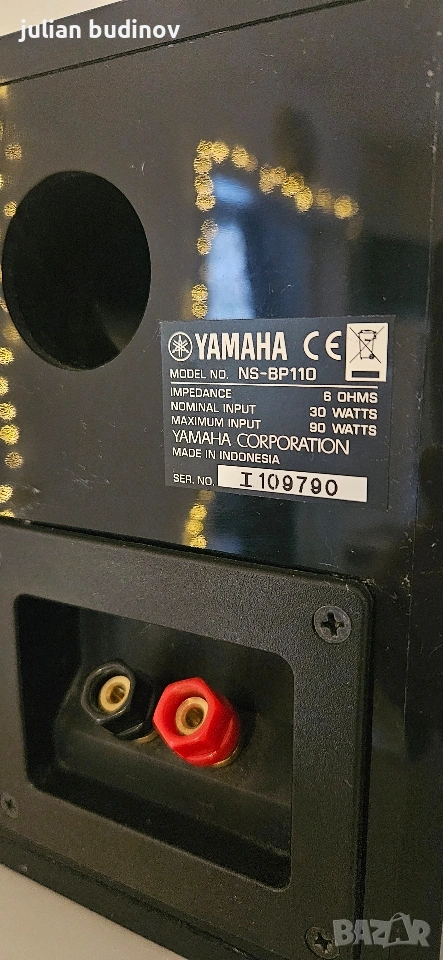 julian budinov
YAMAHA CE
MODEL NO. NS-BP110
IMPEDANCE 6 OHMS
NOMINAL INPUT 30 WATTS
MAXIMUM INPUT 90 WATTS
YAMAHA CORPORATION
MADE IN INDONESIA
SER. NO. I 109790
BAZAR